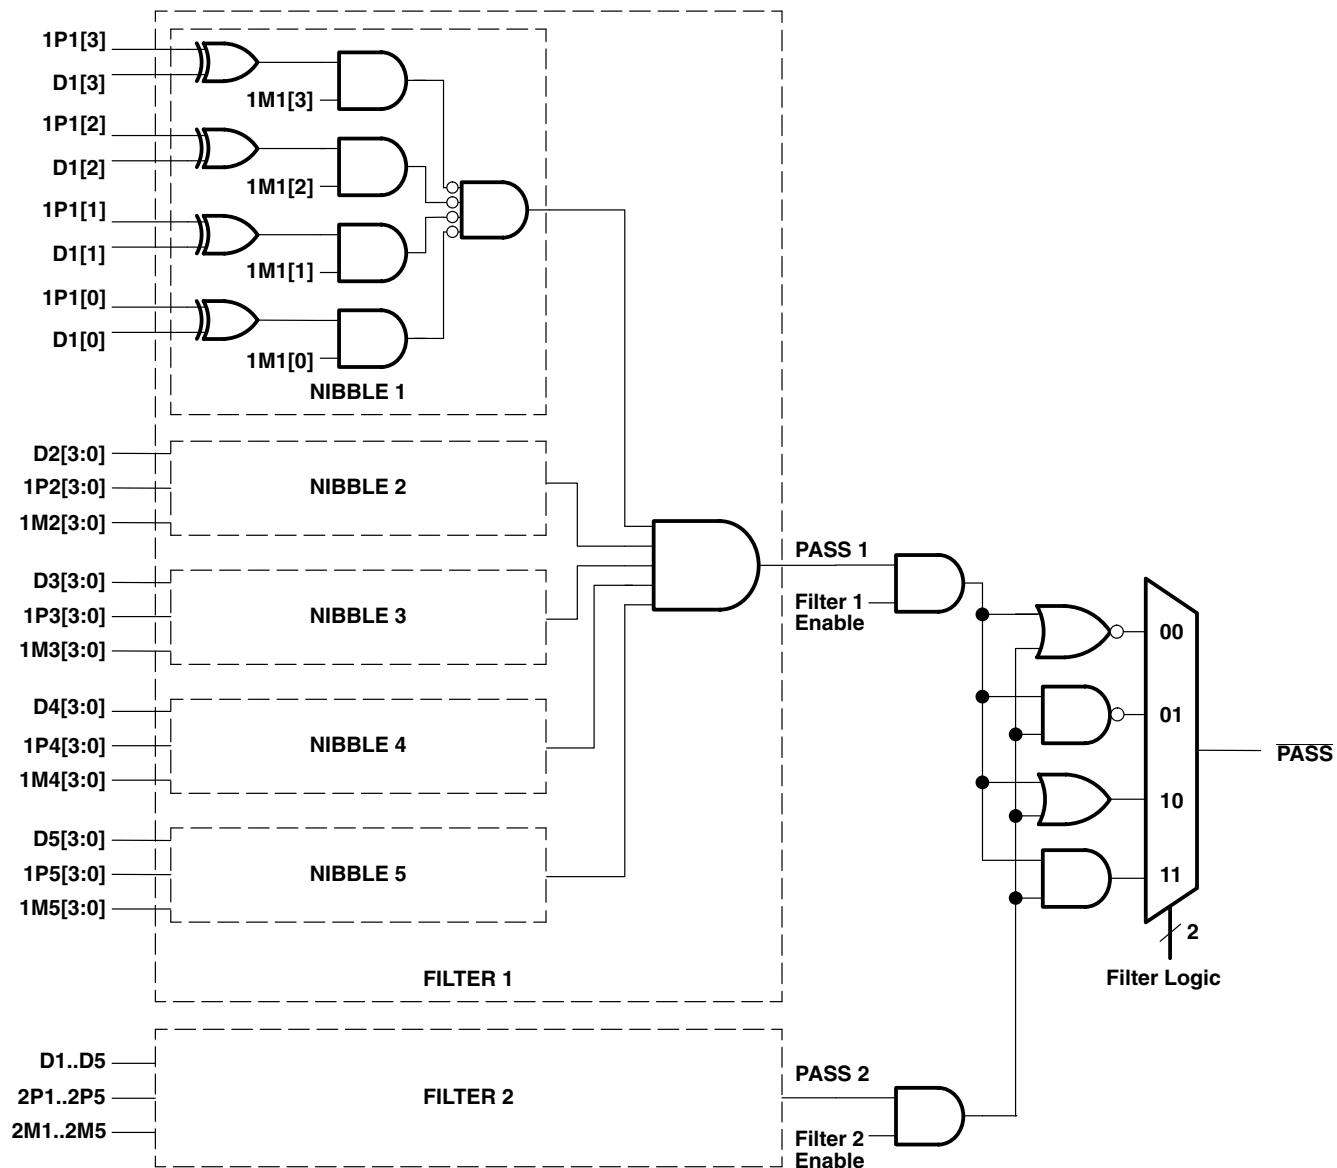 1P1[3]
D1[3]
1M1[3]
1P1[2]
D1[2]
1M1[2]
1P1[1]
D1[1]
1M1[1]
1P1[0]
D1[0]
1M1[0]
NIBBLE 1
D2[3:0]
1P2[3:0]
1M2[3:0]
NIBBLE 2
D3[3:0]
1P3[3:0]
1M3[3:0]
NIBBLE 3
D4[3:0]
1P4[3:0]
1M4[3:0]
NIBBLE 4
D5[3:0]
1P5[3:0]
1M5[3:0]
NIBBLE 5
FILTER 1
PASS 1
Filter 1
Enable
00
01
10
11
2
Filter Logic
PASS
D1..D5
2P1..2P5
2M1..2M5
FILTER 2
PASS 2
Filter 2
Enable